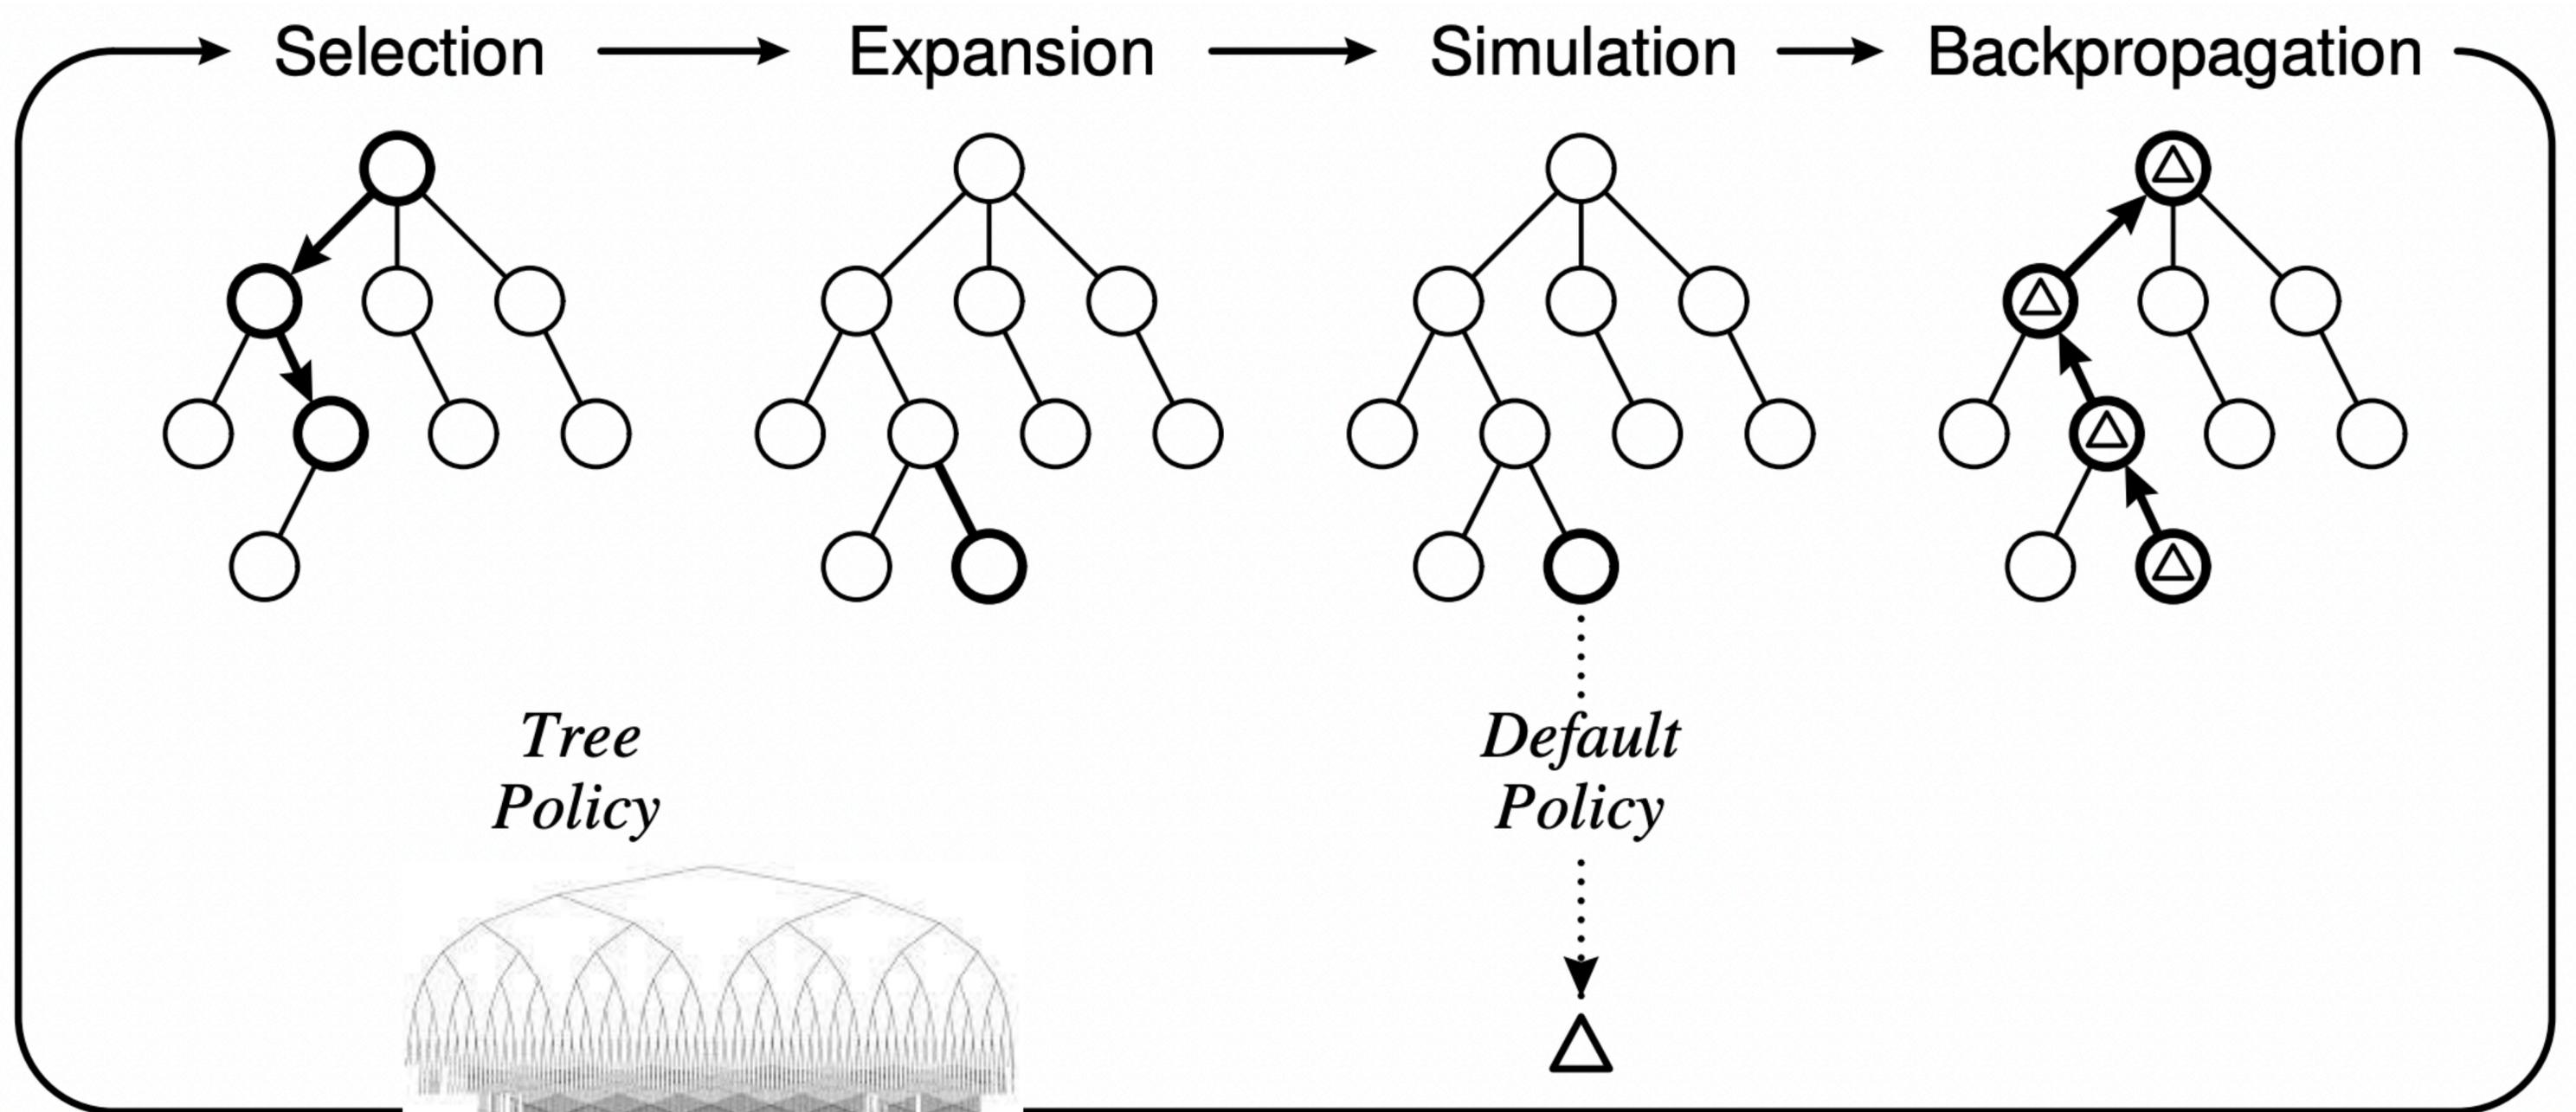 Selection Expansion Simulation Backpropagation
Tree
Policy
Default
Policy